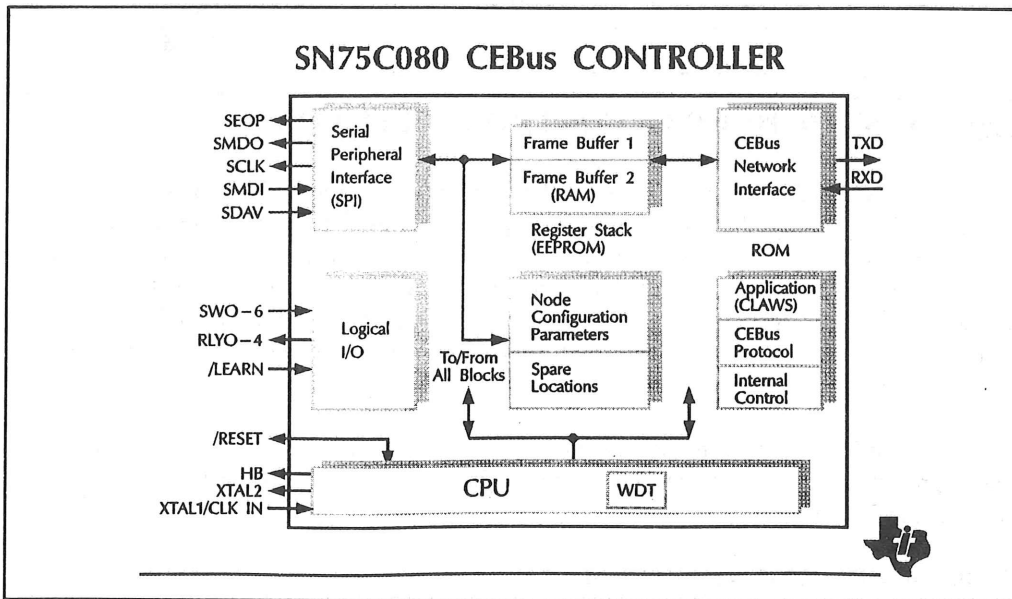 SN75C080 CEBus CONTROLLER
SEOP
SMDO
SCLK
SMDI
SDAV
Serial
Peripheral
Interface
(SPI)
Frame Buffer 1
Frame Buffer 2
(RAM)
Register Stack
(EEPROM)
CEBus
Network
Interface
TXD
RXD
ROM
SWO-6
RLYO-4
/LEARN
Logical
I/O
To/From
All Blocks
Node
Configuration
Parameters
Spare
Locations
Application
(CLAWS)
CEBus
Protocol
Internal
Control
/RESET
HB
XTAL2
XTAL1/CLK IN
CPU
WDT